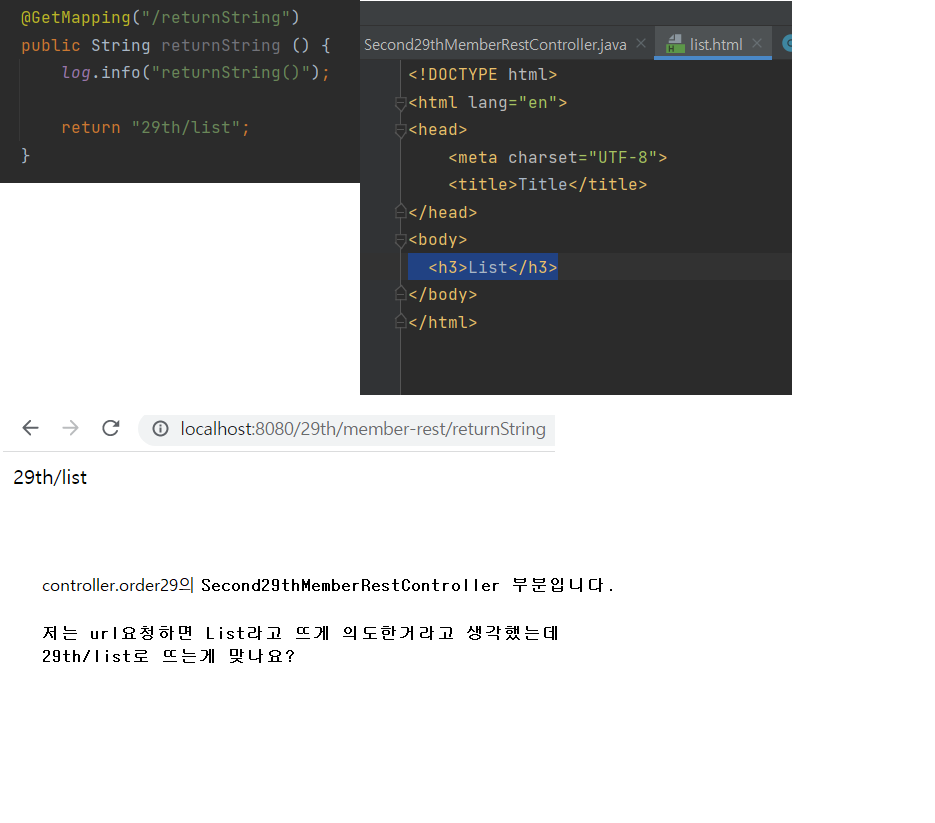 @GetMapping("/returnString")
public String returnString () {
log.info("returnString()");
return "29th/list";
}
Second29thMemberRestController.java
list.html
<!DOCTYPE html>
<html lang="en">
<head>
<meta charset="UTF-8">
<title>Title</title>
</head>
<body>
<h3>List</h3>
</body>
</html>
localhost:8080/29th/member-rest/returnString
29th/list
controller.order29의 Second29thMemberRestController 부분입니다.
저는 url요청하면 List라고 뜨게 의도한거라고 생각했는데
29th/list로 뜨는게 맞나요?